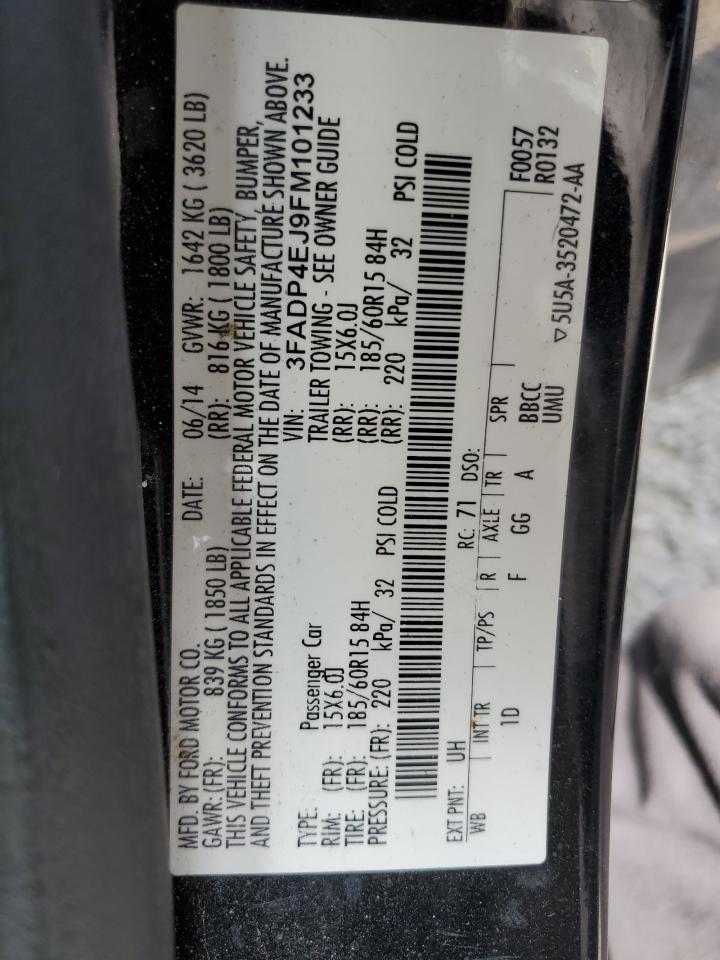 MFD. BY FORD MOTOR CO. DATE: 06/14 GVWR: 1642 KG ( 3620 LB)
GAWR: (FR): 839 KG ( 1850 LB) (RR): 816 KG ( 1800 LB)
THIS VEHICLE CONFORMS TO ALL APPLICABLE FEDERAL MOTOR VEHICLE SAFETY, BUMPER,
AND THEFT PREVENTION STANDARDS IN EFFECT ON THE DATE OF MANUFACTURE SHOWN ABOVE.
VIN: 3FADP4EJ9FM101233
TYPE: Passenger Car TRAILER TOWING - SEE OWNER GUIDE
RIM: (FR): 15X6.0J (RR): 15X6.0J
TIRE: (FR): 185/60R15 84H (RR): 185/60R15 84H
PRESSURE: (FR): 220 kPa/ 32 PSI COLD (RR): 220 kPa/ 32 PSI COLD
EXT PNT: UH RC: 71 DSO:
WB INT TR TP/PS R AXLE TR SPR F0057
1D F GG A BBCC R0132
UMU
▽ 5U5A-3520472-AA